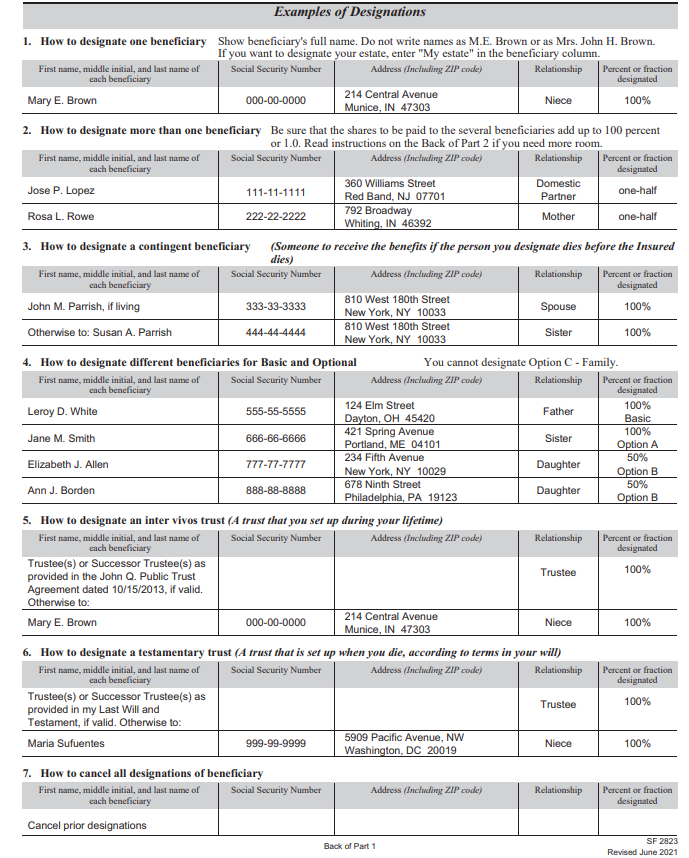 Examples of Designations
1. How to designate one beneficiary Show beneficiary's full name. Do not write names as M.E. Brown or as Mrs. John H. Brown.
If you want to designate your estate, enter "My estate" in the beneficiary column.
First name, middle initial, and last name of each beneficiary Social Security Number Address (Including ZIP code) Relationship Percent or fraction designated
Mary E. Brown 000-00-0000 214 Central Avenue Munice, IN 47303 Niece 100%
2. How to designate more than one beneficiary Be sure that the shares to be paid to the several beneficiaries add up to 100 percent
or 1.0. Read instructions on the Back of Part 2 if you need more room.
First name, middle initial, and last name of each beneficiary Social Security Number Address (Including ZIP code) Relationship Percent or fraction designated
Jose P. Lopez 111-11-1111 360 Williams Street Red Band, NJ 07701 Domestic Partner one-half
Rosa L. Rowe 222-22-2222 792 Broadway Whiting, IN 46392 Mother one-half
3. How to designate a contingent beneficiary (Someone to receive the benefits if the person you designate dies before the Insured
dies)
First name, middle initial, and last name of each beneficiary Social Security Number Address (Including ZIP code) Relationship Percent or fraction designated
John M. Parrish, if living 333-33-3333 810 West 180th Street New York, NY 10033 Spouse 100%
Otherwise to: Susan A. Parrish 444-44-4444 810 West 180th Street New York, NY 10033 Sister 100%
4. How to designate different beneficiaries for Basic and Optional You cannot designate Option C - Family.
First name, middle initial, and last name of each beneficiary Social Security Number Address (Including ZIP code) Relationship Percent or fraction designated
Leroy D. White 555-55-5555 124 Elm Street Dayton, OH 45420 Father 100% Basic
Jane M. Smith 666-66-6666 421 Spring Avenue Portland, ME 04101 Sister 100% Option A
Elizabeth J. Allen 777-77-7777 234 Fifth Avenue New York, NY 10029 Daughter 50% Option B
Ann J. Borden 888-88-8888 678 Ninth Street Philadelphia, PA 19123 Daughter 50% Option B
5. How to designate an inter vivos trust (A trust that you set up during your lifetime)
First name, middle initial, and last name of each beneficiary Social Security Number Address (Including ZIP code) Relationship Percent or fraction designated
Trustee(s) or Successor Trustee(s) as
provided in the John Q. Public Trust
Agreement dated 10/15/2013, if valid.
Otherwise to: Trustee 100%
Mary E. Brown 000-00-0000 214 Central Avenue Munice, IN 47303 Niece 100%
6. How to designate a testamentary trust (A trust that is set up when you die, according to terms in your will)
First name, middle initial, and last name of each beneficiary Social Security Number Address (Including ZIP code) Relationship Percent or fraction designated
Trustee(s) or Successor Trustee(s) as
provided in my Last Will and
Testament, if valid. Otherwise to: Trustee 100%
Maria Sufuentes 999-99-9999 5909 Pacific Avenue, NW Washington, DC 20019 Niece 100%
7. How to cancel all designations of beneficiary
First name, middle initial, and last name of each beneficiary Social Security Number Address (Including ZIP code) Relationship Percent or fraction designated
Cancel prior designations
Back of Part 1
SF 2823
Revised June 2021